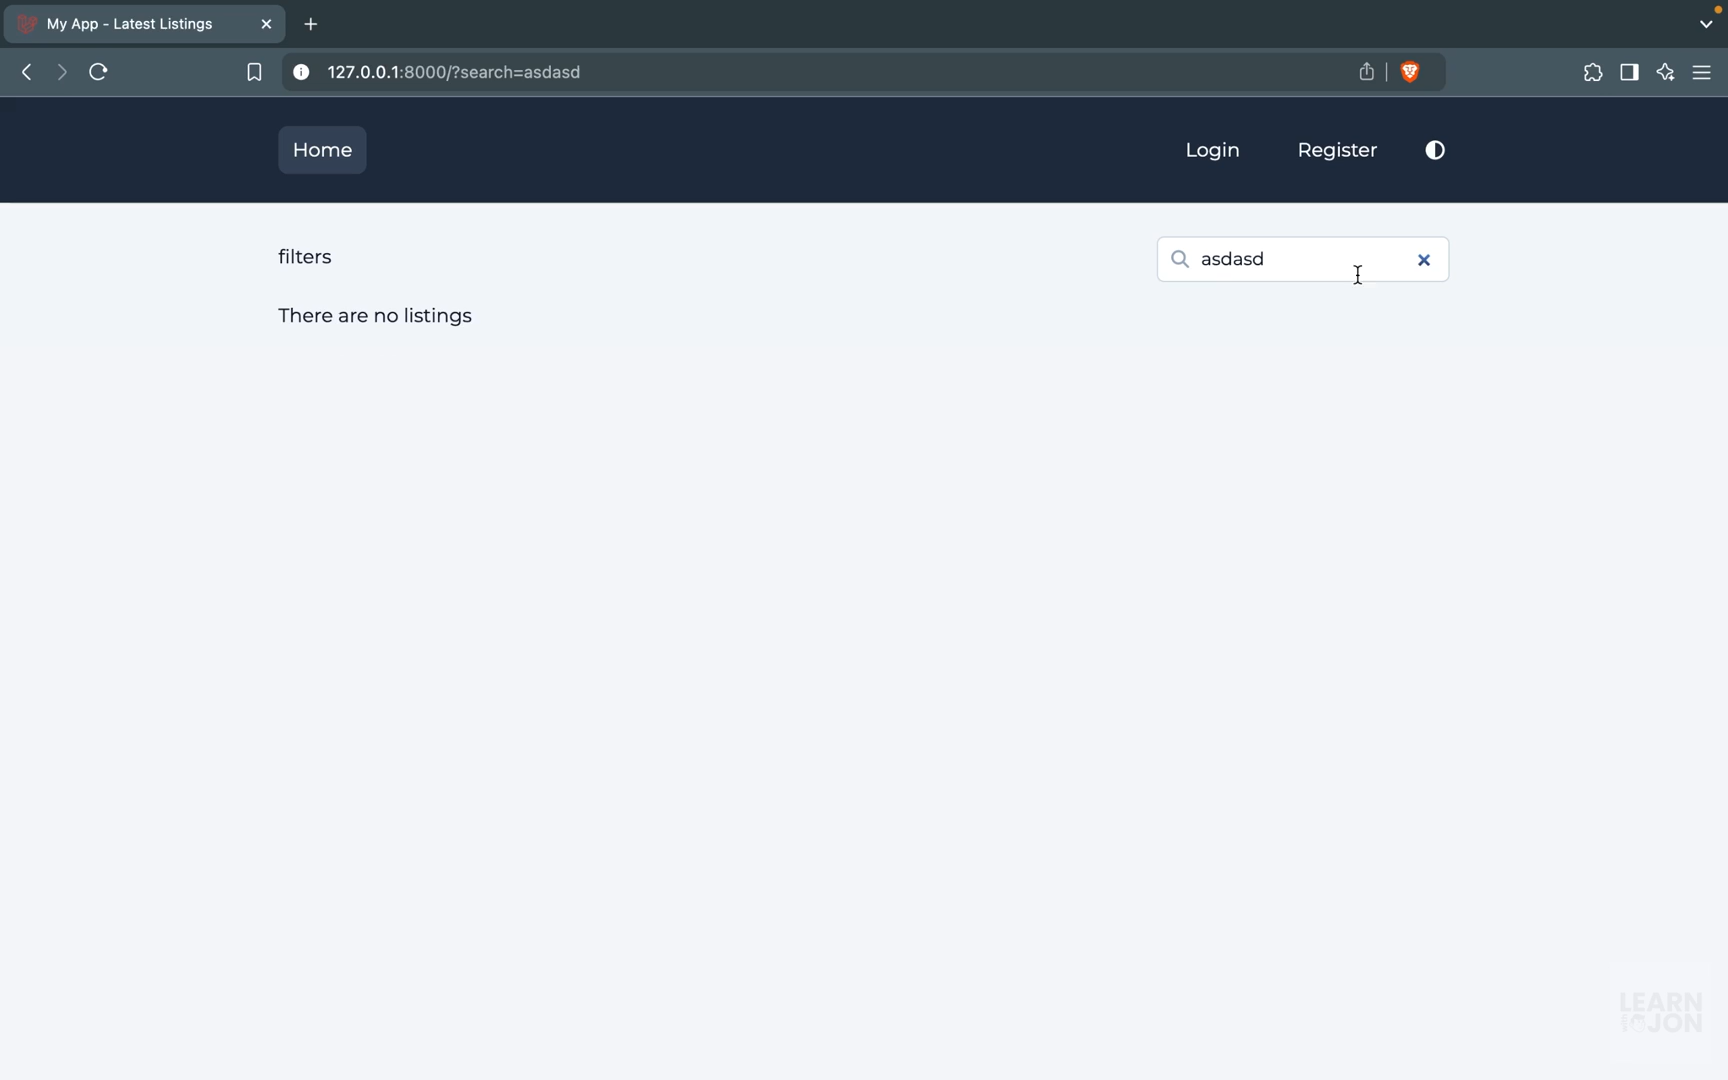 My App - Latest Listings
127.0.0.1:8000/?search=asdasd
Home
Login
Register
filters
asdasd
There are no listings
LEARN
JON